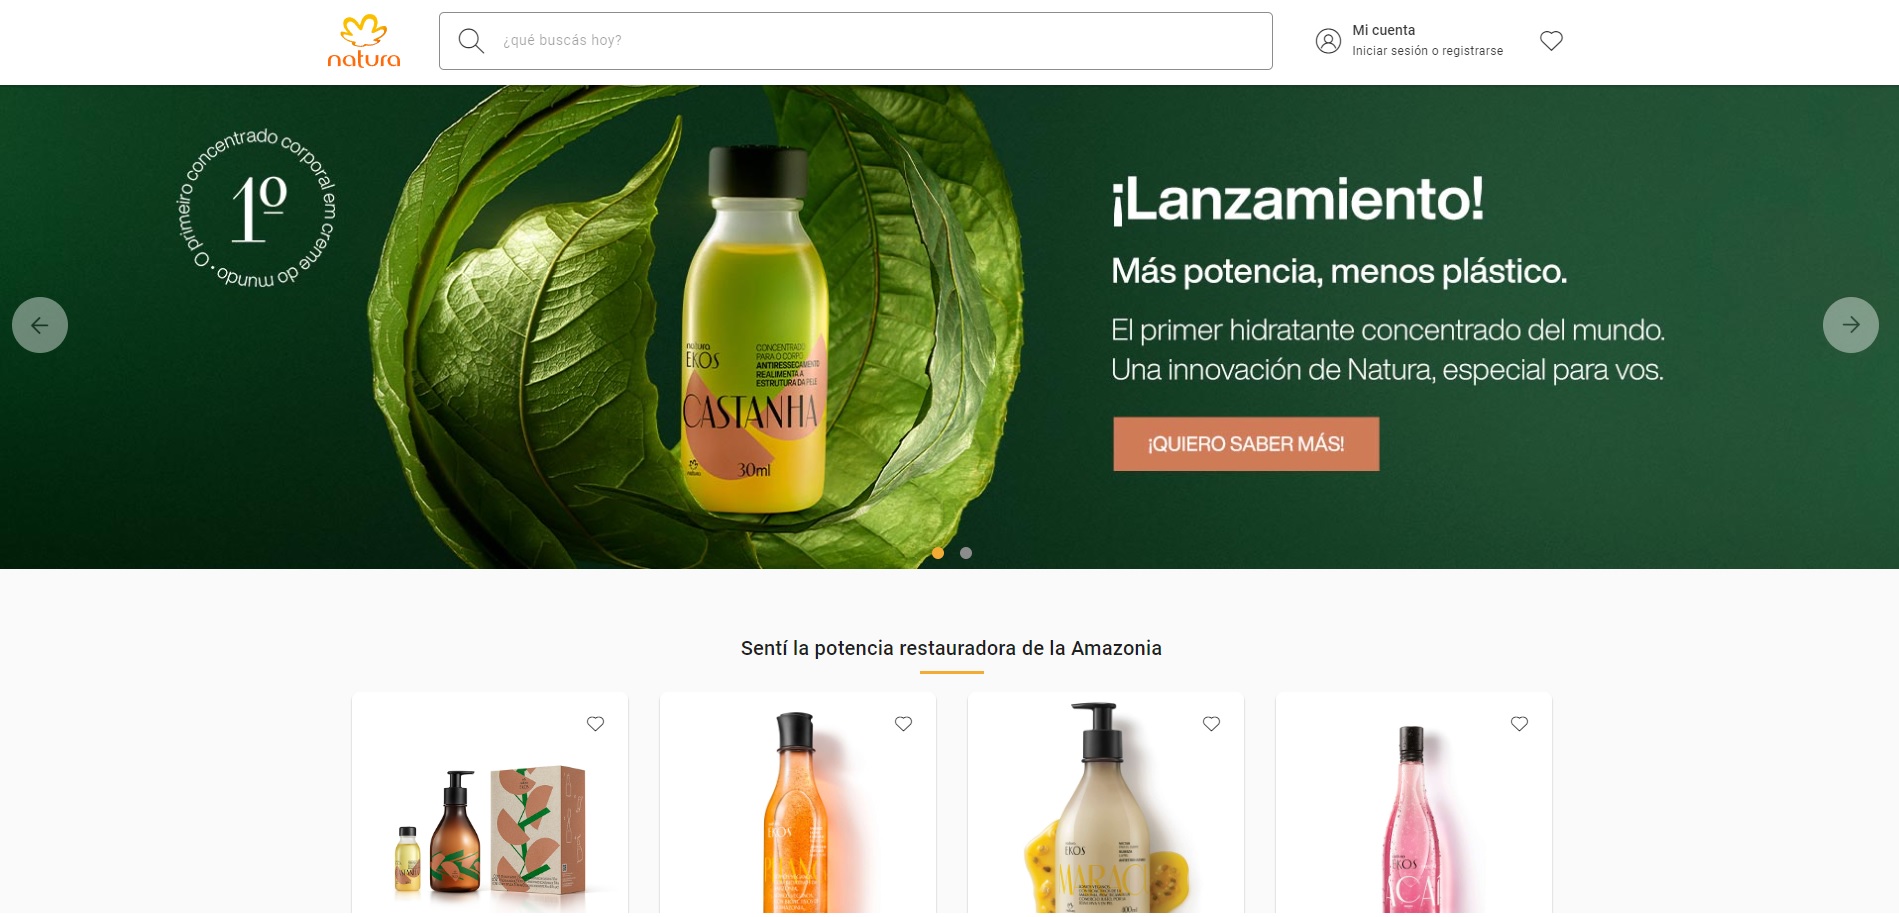 natura
¿qué buscás hoy?
Mi cuenta
Iniciar sesión o registrarse
O primeiro concentrado corporal em creme do mundo •
1º
natura
EKOS
CONCENTRADO
PARA O CORPO
ANTIRRESSECAMENTO
REALIMENTA A
ESTRUTURA DA PELE
CASTANHA
natura
30ml
¡Lanzamiento!
Más potencia, menos plástico.
El primer hidratante concentrado del mundo.
Una innovación de Natura, especial para vos.
¡QUIERO SABER MÁS!
Sentí la potencia restauradora de la Amazonia
EKOS
EKOS
MARAC
EKOS
AÇAÍ